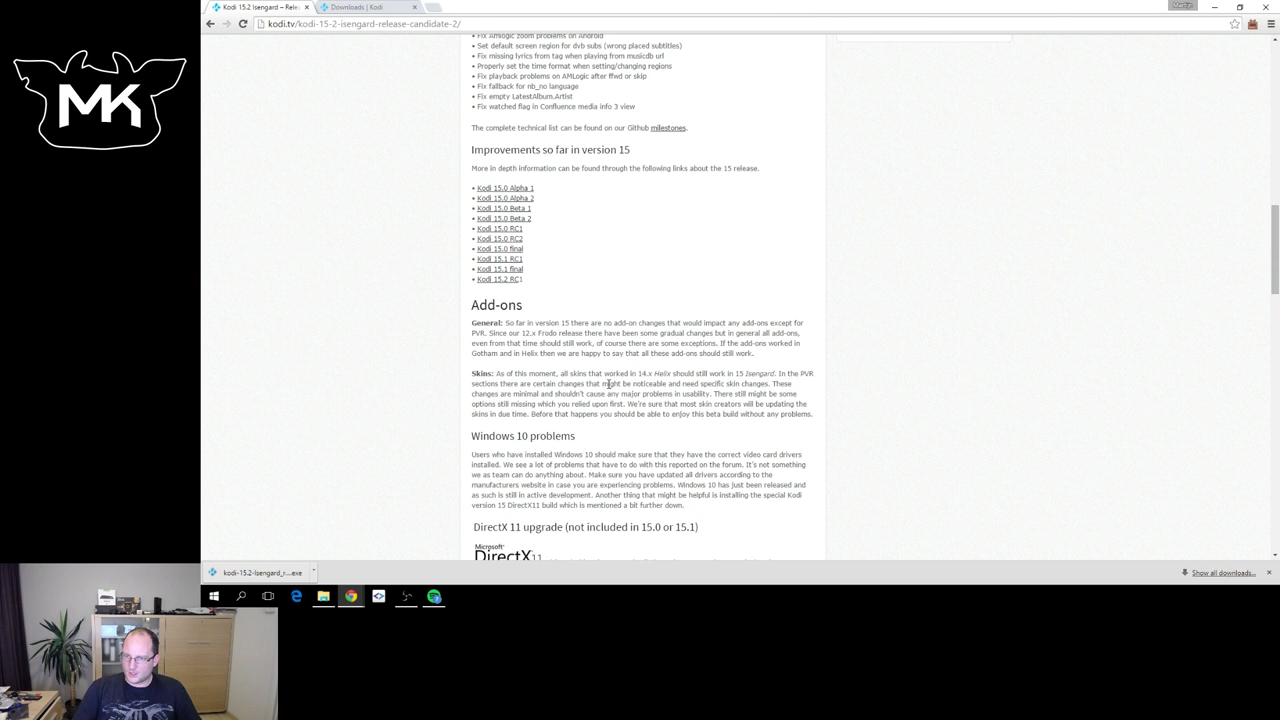 Kodi 15.2 Isengard – Rele
Downloads | Kodi
Martin
kodi.tv/kodi-15-2-isengard-release-candidate-2/
MK
• Fix Amlogic zoom problems on Android
• Set default screen region for dvb subs (wrong placed subtitles)
• Fix missing lyrics from tag when playing from musicdb url
• Properly set the time format when setting/changing regions
• Fix playback problems on AMLogic after ffwd or skip
• Fix fallback for nb_no language
• Fix empty LatestAlbum.Artist
• Fix watched flag in Confluence media info 3 view
The complete technical list can be found on our Github milestones.
Improvements so far in version 15
More in depth information can be found through the following links about the 15 release.
• Kodi 15.0 Alpha 1
• Kodi 15.0 Alpha 2
• Kodi 15.0 Beta 1
• Kodi 15.0 Beta 2
• Kodi 15.0 RC1
• Kodi 15.0 RC2
• Kodi 15.0 final
• Kodi 15.1 RC1
• Kodi 15.1 final
• Kodi 15.2 RC1
Add-ons
General: So far in version 15 there are no add-on changes that would impact any add-ons except for
PVR. Since our 12.x Frodo release there have been some gradual changes but in general all add-ons,
even from that time should still work, of course there are some exceptions. If the add-ons worked in
Gotham and in Helix then we are happy to say that all these add-ons should still work.
Skins: As of this moment, all skins that worked in 14.x Helix should still work in 15 Isengard. In the PVR
sections there are certain changes that might be noticeable and need specific skin changes. These
changes are minimal and shouldn't cause any major problems in usability. There still might be some
options still missing which you relied upon first. We're sure that most skin creators will be updating the
skins in due time. Before that happens you should be able to enjoy this beta build without any problems.
Windows 10 problems
Users who have installed Windows 10 should make sure that they have the correct video card drivers
installed. We see a lot of problems that have to do with this reported on the forum. It's not something
we as team can do anything about. Make sure you have updated all drivers according to the
manufacturers website in case you are experiencing problems. Windows 10 has just been released and
as such is still in active development. Another thing that might be helpful is installing the special Kodi
version 15 DirectX11 build which is mentioned a bit further down.
DirectX 11 upgrade (not included in 15.0 or 15.1)
Microsoft®
DirectX 11
kodi-15.2-Isengard_r....exe
Show all downloads...